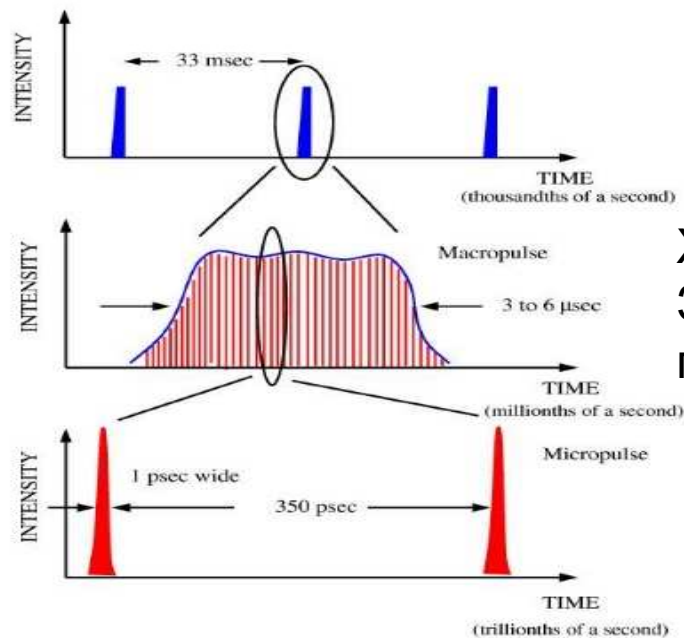 INTENSITY
33 msec
TIME
(thousandths of a second)
INTENSITY
Macropulse
3 to 6 μsec
TIME
(millionths of a second)
INTENSITY
Micropulse
1 psec wide
350 psec
TIME
(trillionths of a second)